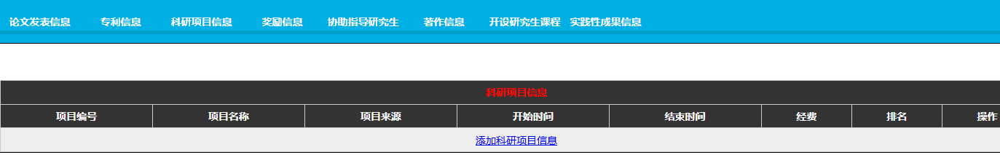 论文发表信息 专利信息 科研项目信息 奖励信息 协助指导研究生 著作信息 开设研究生课程 实践性成果信息
科研项目信息
项目编号 项目名称 项目来源 开始时间 结束时间 经费 排名 操作
添加科研项目信息